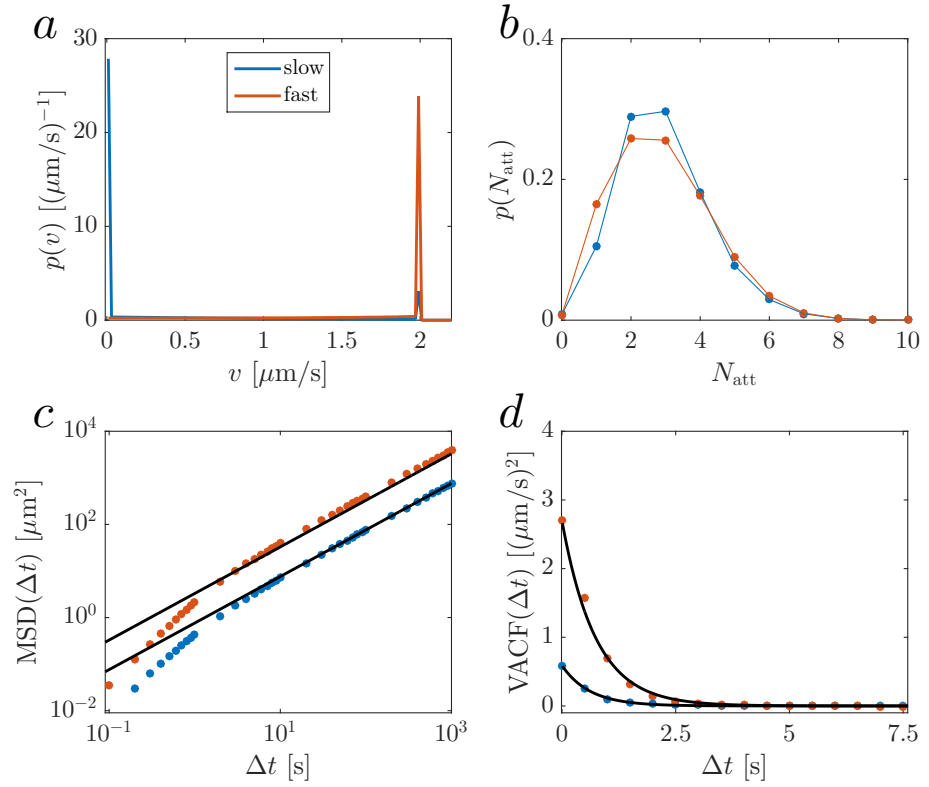 a
p(v) [(μm/s)⁻¹]
30
20
10
0
slow
fast
0 0.5 1 1.5 2
v [μm/s]
b
p(N_att)
0.4
0.2
0
0 2 4 6 8 10
N_att
c
MSD(Δt) [μm²]
10⁴
10²
10⁰
10⁻²
10⁻¹ 10¹ 10³
Δt [s]
d
VACF(Δt) [(μm/s)²]
4
3
2
1
0
0 2.5 5 7.5
Δt [s]